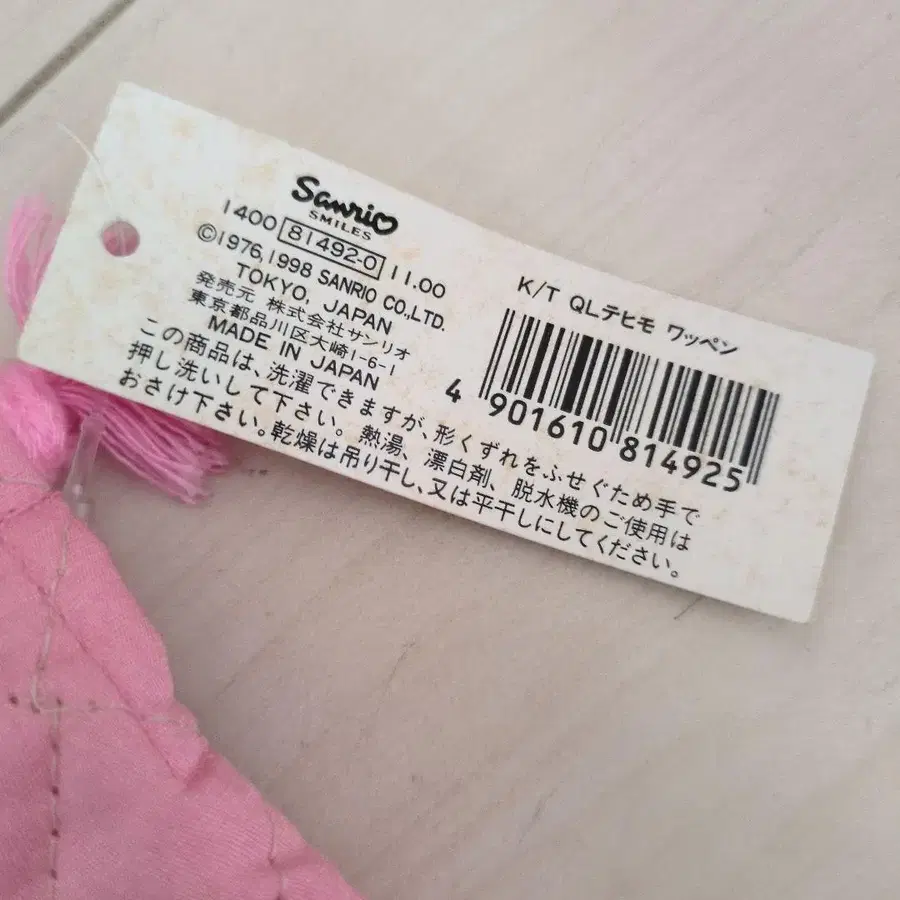 Sanrio
SMILES
1400 81492-0 11.00
©1976,1998 SANRIO CO.,LTD.
TOKYO, JAPAN
発売元 株式会社サンリオ
東京都品川区大崎1-6-1
MADE IN JAPAN
K/T QLテヒモ ワッペン
4 901610 814925
この商品は、洗濯できますが、形くずれをふせぐため手で
押し洗いして下さい。熱湯、漂白剤、脱水機のご使用は
おさけ下さい。乾燥は吊り干し、又は平干しにしてください。